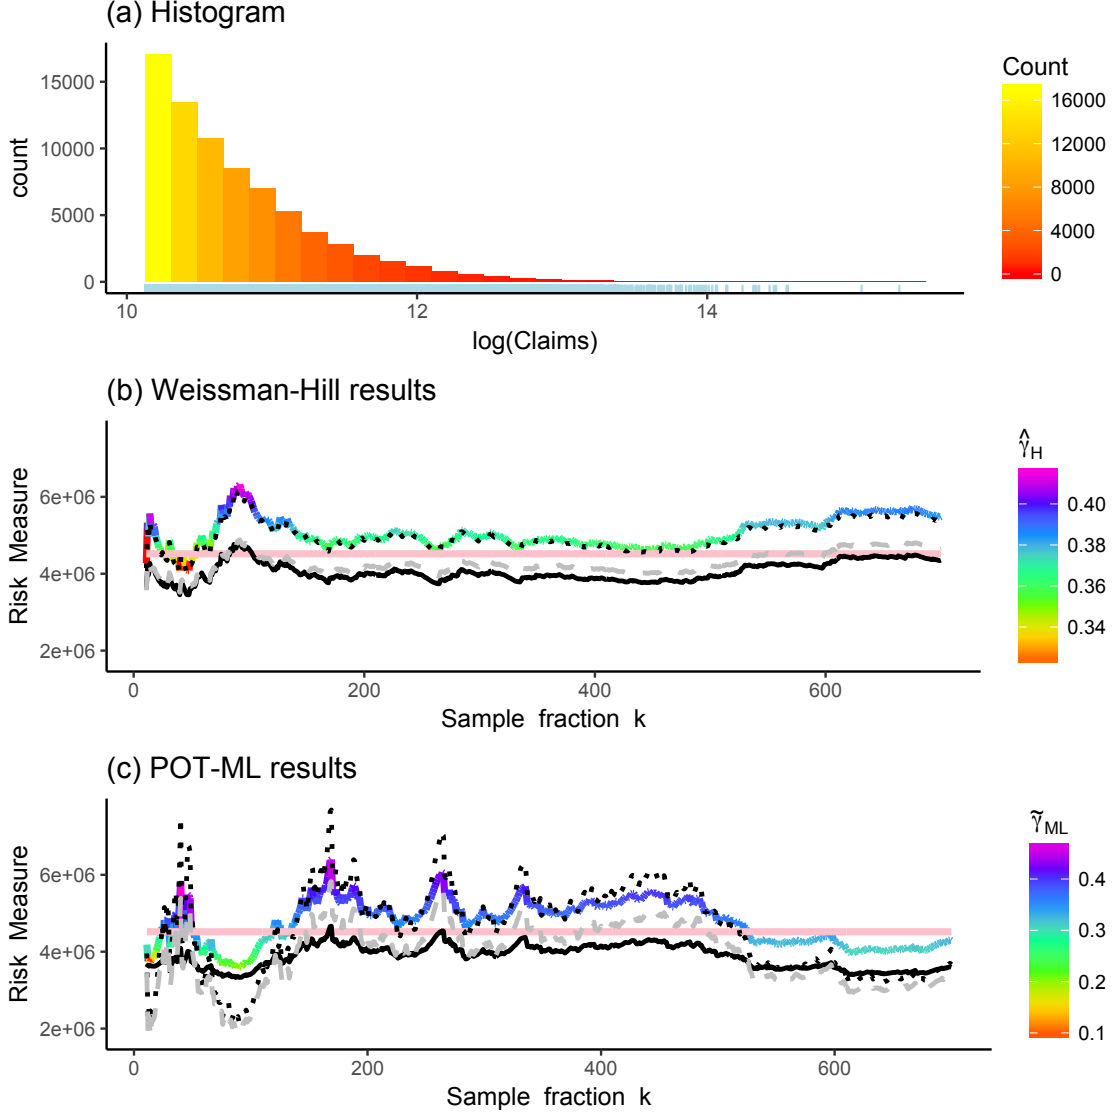 (a) Histogram
count
15000
10000
5000
0
10
12
14
log(Claims)
Count
16000
12000
8000
4000
0
(b) Weissman-Hill results
Risk Measure
6e+06
4e+06
2e+06
0
200
400
600
Sample fraction k
γ̂_H
0.40
0.38
0.36
0.34
(c) POT-ML results
Risk Measure
6e+06
4e+06
2e+06
0
200
400
600
Sample fraction k
γ̃_ML
0.4
0.3
0.2
0.1